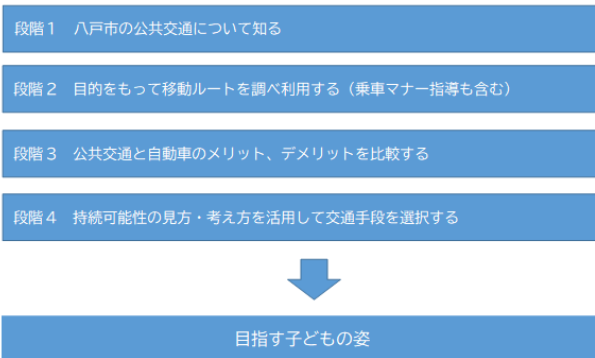 段階1　八戸市の公共交通について知る
段階2　目的をもって移動ルートを調べ利用する（乗車マナー指導も含む）
段階3　公共交通と自動車のメリット、デメリットを比較する
段階4　持続可能性の見方・考え方を活用して交通手段を選択する
目指す子どもの姿